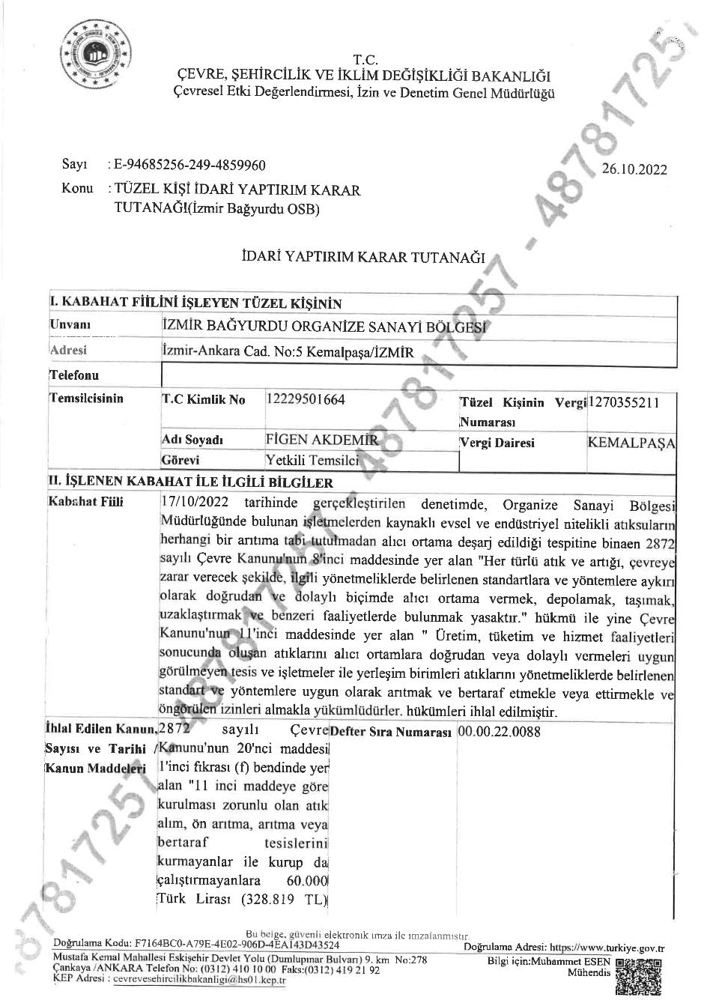 T.C.
ÇEVRE, ŞEHİRCİLİK VE İKLİM DEĞİŞİKLİĞİ BAKANLIĞI
Çevresel Etki Değerlendirmesi, İzin ve Denetim Genel Müdürlüğü
Sayı : E-94685256-249-4859960
26.10.2022
Konu : TÜZEL KİŞİ İDARİ YAPTIRIM KARAR
TUTANAĞI(İzmir Bağyurdu OSB)
İDARİ YAPTIRIM KARAR TUTANAĞI
I. KABAHAT FİİLİNİ İŞLEYEN TÜZEL KİŞİNİN
Unvanı İZMİR BAĞYURDU ORGANİZE SANAYİ BÖLGESİ
Adresi İzmir-Ankara Cad. No:5 Kemalpaşa/İZMİR
Telefonu
Temsilcisinin T.C Kimlik No 12229501664 Tüzel Kişinin Vergi 1270355211
Numarası
Adı Soyadı FİGEN AKDEMİR Vergi Dairesi KEMALPAŞA
Görevi Yetkili Temsilci
II. İŞLENEN KABAHAT İLE İLGİLİ BİLGİLER
Kabahat Fiili 17/10/2022 tarihinde gerçekleştirilen denetimde, Organize Sanayi Bölgesi
Müdürlüğünde bulunan işletmelerden kaynaklı evsel ve endüstriyel nitelikli atıksuların
herhangi bir arıtıma tabi tutulmadan alıcı ortama deşarj edildiği tespitine binaen 2872
sayılı Çevre Kanunu'nun 8'inci maddesinde yer alan "Her türlü atık ve artığı, çevreye
zarar verecek şekilde, ilgili yönetmeliklerde belirlenen standartlara ve yöntemlere aykırı
olarak doğrudan ve dolaylı biçimde alıcı ortama vermek, depolamak, taşımak,
uzaklaştırmak ve benzeri faaliyetlerde bulunmak yasaktır." hükmü ile yine Çevre
Kanunu'nun 11'inci maddesinde yer alan " Üretim, tüketim ve hizmet faaliyetleri
sonucunda oluşan atıklarını alıcı ortamlara doğrudan veya dolaylı vermeleri uygun
görülmeyen tesis ve işletmeler ile yerleşim birimleri atıklarını yönetmeliklerde belirlenen
standart ve yöntemlere uygun olarak arıtmak ve bertaraf etmekle veya ettirmekle ve
öngörülen izinleri almakla yükümlüdürler. hükümleri ihlal edilmiştir.
İhlal Edilen Kanun, 2872 sayılı Çevre Defter Sıra Numarası 00.00.22.0088
Sayısı ve Tarihi / Kanunu'nun 20'nci maddesi
Kanun Maddeleri 1'inci fıkrası (f) bendinde yer
alan "11 inci maddeye göre
kurulması zorunlu olan atık
alım, ön arıtma, arıtma veya
bertaraf tesislerini
kurmayanlar ile kurup da
çalıştırmayanlara 60.000
Türk Lirası (328.819 TL)
Bu belge, güvenli elektronik imza ile imzalanmıştır.
Doğrulama Kodu: F7164BC0-A79E-4E02-906D-4EA143D43524 Doğrulama Adresi: https://www.turkiye.gov.tr
Mustafa Kemal Mahallesi Eskişehir Devlet Yolu (Dumlupınar Bulvarı) 9. km No:278 Bilgi için:Muhammet ESEN
Çankaya /ANKARA Telefon No: (0312) 410 10 00 Faks:(0312) 419 21 92 Mühendis
KEP Adresi : cevrevesehircilikbakanligi@hs01.kep.tr
4878177257 - 4878177257 - 4878177257 - 4878177257